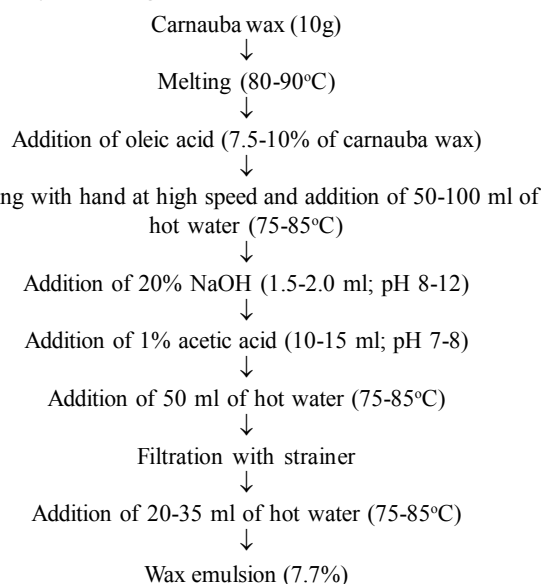 Carnauba wax (10g)
↓
Melting (80-90°C)
↓
Addition of oleic acid (7.5-10% of carnauba wax)
↓
with hand at high speed and addition of 50-100 ml of
hot water (75-85°C)
↓
Addition of 20% NaOH (1.5-2.0 ml; pH 8-12)
↓
Addition of 1% acetic acid (10-15 ml; pH 7-8)
↓
Addition of 50 ml of hot water (75-85°C)
↓
Filtration with strainer
↓
Addition of 20-35 ml of hot water (75-85°C)
↓
Wax emulsion (7.7%)